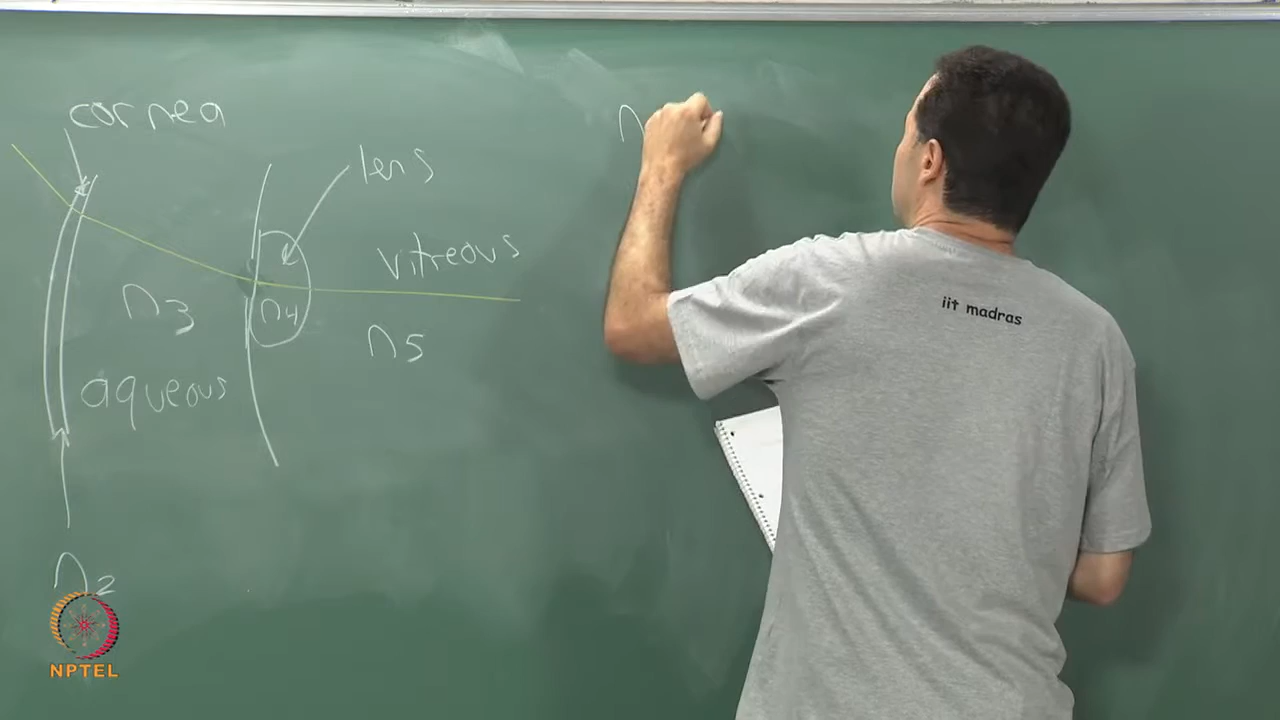 cornea
lens
vitreous
n3
n4
n5
aqueous
n2
n
iit madras
NPTEL